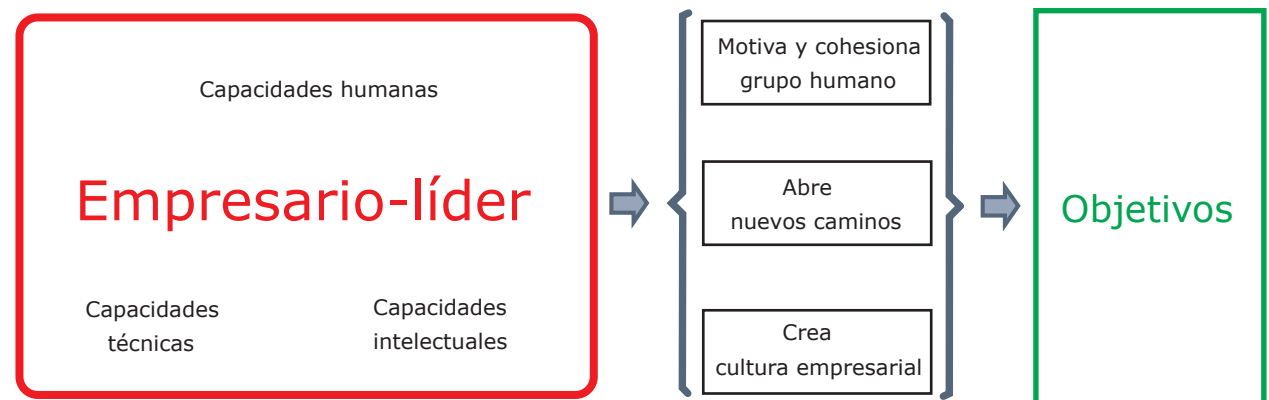 Capacidades humanas
Empresario-líder
Capacidades
técnicas
Capacidades
intelectuales
Motiva y cohesiona
grupo humano
Abre
nuevos caminos
Crea
cultura empresarial
Objetivos